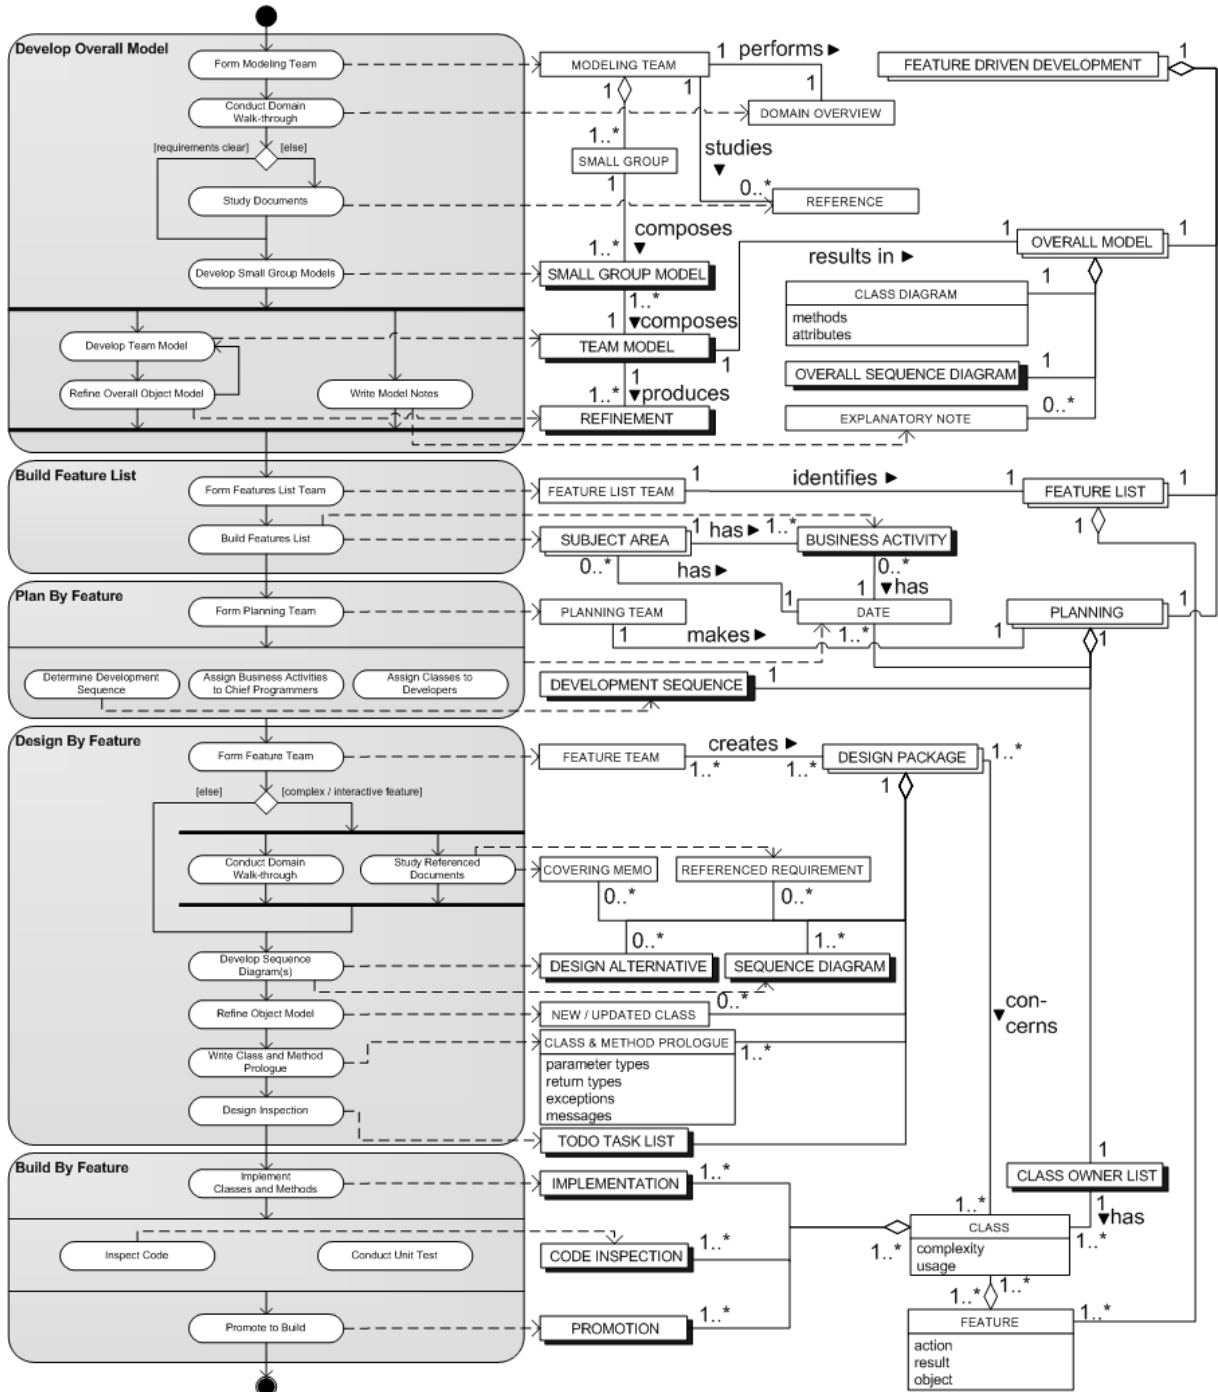 Develop Overall Model
Form Modeling Team
Conduct Domain
Walk-through
[requirements clear]
[else]
Study Documents
Develop Small Group Models
Develop Team Model
Refine Overall Object Model
Write Model Notes
MODELING TEAM
1
performs ►
1
1
1
1..*
SMALL GROUP
1
DOMAIN OVERVIEW
studies
▼
0..*
REFERENCE
FEATURE DRIVEN DEVELOPMENT
1
composes
1..*
▼
SMALL GROUP MODEL
1..*
1
▼composes
TEAM MODEL
1
1
▼produces
1..*
REFINEMENT
1
OVERALL MODEL
1
results in ►
1
CLASS DIAGRAM
methods
attributes
1
OVERALL SEQUENCE DIAGRAM
0..*
EXPLANATORY NOTE
Build Feature List
Form Features List Team
Build Features List
FEATURE LIST TEAM
1
identifies ►
1
FEATURE LIST
1
1
SUBJECT AREA
1
has ►
1..*
BUSINESS ACTIVITY
0..*
has ►
0..*
1
▼has
1
DATE
1..*
Plan By Feature
Form Planning Team
PLANNING TEAM
1
makes ►
1
PLANNING
1
1
Determine Development
Sequence
Assign Business Activities
to Chief Programmers
Assign Classes to
Developers
DEVELOPMENT SEQUENCE
1
Design By Feature
Form Feature Team
[else]
[complex / interactive feature]
Conduct Domain
Walk-through
Study Referenced
Documents
Develop Sequence
Diagram(s)
Refine Object Model
Write Class and Method
Prologue
Design Inspection
FEATURE TEAM
creates ►
1..*
1..*
DESIGN PACKAGE
1
1..*
COVERING MEMO
REFERENCED REQUIREMENT
0..*
0..*
0..*
1..*
DESIGN ALTERNATIVE
SEQUENCE DIAGRAM
0..*
NEW / UPDATED CLASS
CLASS & METHOD PROLOGUE
1..*
parameter types
return types
exceptions
messages
TODO TASK LIST
▼
con-
cerns
Build By Feature
Implement
Classes and Methods
Inspect Code
Conduct Unit Test
Promote to Build
IMPLEMENTATION
1..*
CODE INSPECTION
1..*
PROMOTION
1..*
1
CLASS OWNER LIST
1
▼has
1..*
1..*
1..*
CLASS
complexity
usage
1..*
1..*
1..*
FEATURE
action
result
object